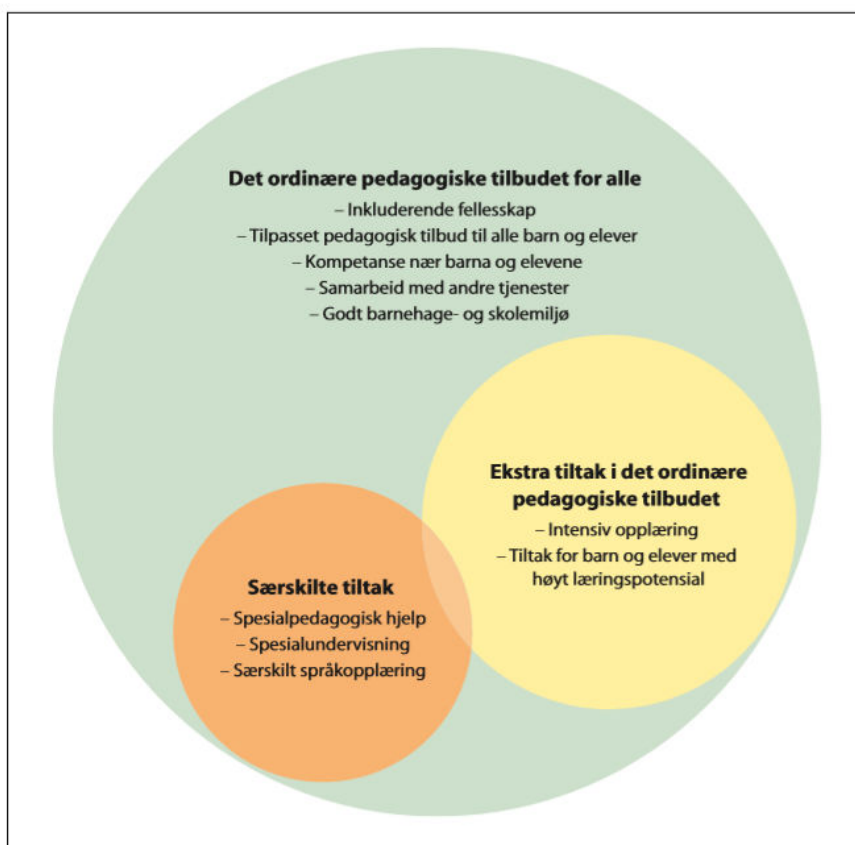 Det ordinære pedagogiske tilbudet for alle
– Inkluderende fellesskap
– Tilpasset pedagogisk tilbud til alle barn og elever
– Kompetanse nær barna og elevene
– Samarbeid med andre tjenester
– Godt barnehage- og skolemiljø
Ekstra tiltak i det ordinære
pedagogiske tilbudet
– Intensiv opplæring
– Tiltak for barn og elever med
høyt læringspotensial
Særskilte tiltak
– Spesialpedagogisk hjelp
– Spesialundervisning
– Særskilt språkopplæring